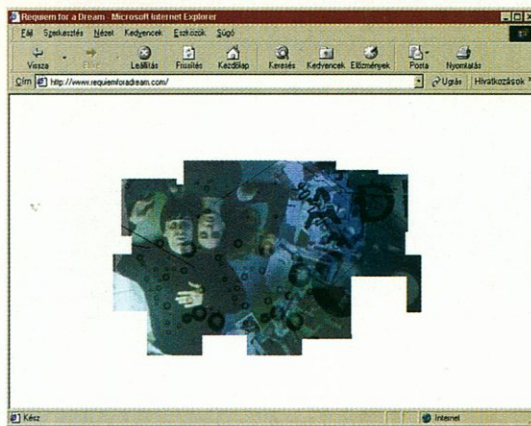 Requiem for a Dream - Microsoft Internet Explorer
Fájl Szerkesztés Nézet Kedvencek Eszközök Súgó
Vissza Előre Leállítás Frissítés Kezdőlap Keresés Kedvencek Előzmények Posta Nyomtatás
Cím http://www.requiemforadream.com/ Ugrás Hivatkozások »
Kész Internet